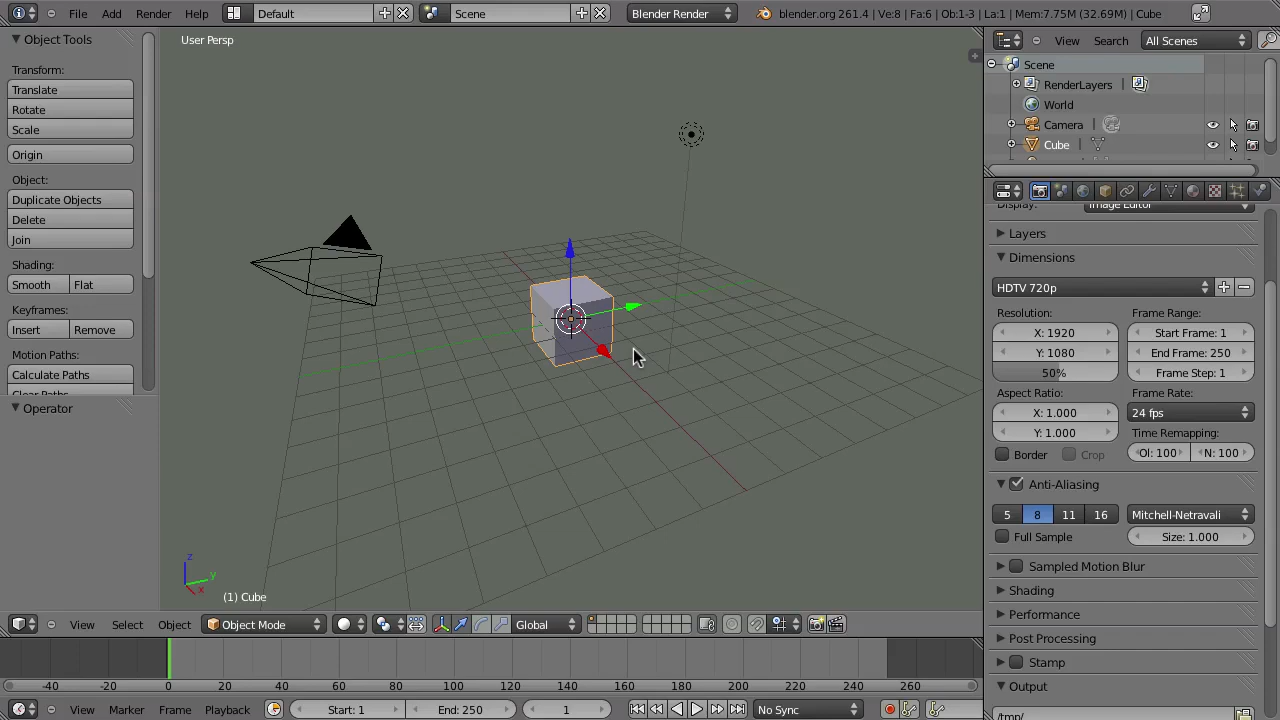 File Add Render Help Default Scene Blender Render blender.org 261.4 | Ve:8 | Fa:6 | Ob:1-3 | La:1 | Mem:7.75M (32.69M) | Cube
Object Tools
Transform:
Translate
Rotate
Scale
Origin
Object:
Duplicate Objects
Delete
Join
Shading:
Smooth Flat
Keyframes:
Insert Remove
Motion Paths:
Calculate Paths
Clear Paths
Operator
User Persp
z
y
x
(1) Cube
View Select Object Object Mode Global
-40 -20 0 20 40 60 80 100 120 140 160 180 200 220 240 260
View Marker Frame Playback Start: 1 End: 250 1 No Sync
View Search All Scenes
Scene
RenderLayers
World
Camera
Cube
Display: Image Editor
Layers
Dimensions
HDTV 720p
Resolution: Frame Range:
X: 1920 Start Frame: 1
Y: 1080 End Frame: 250
50% Frame Step: 1
Aspect Ratio: Frame Rate:
X: 1.000 24 fps
Y: 1.000 Time Remapping:
Border Crop Ol: 100 N: 100
Anti-Aliasing
5 8 11 16 Mitchell-Netravali
Full Sample Size: 1.000
Sampled Motion Blur
Shading
Performance
Post Processing
Stamp
Output
/tmp/